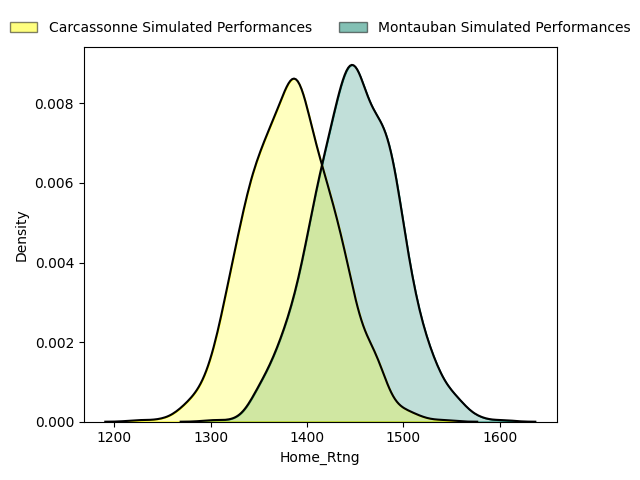 Carcassonne Simulated Performances Montauban Simulated Performances
0.008
0.006
0.004
0.002
0.000
Density
1200 1300 1400 1500 1600
Home_Rtng